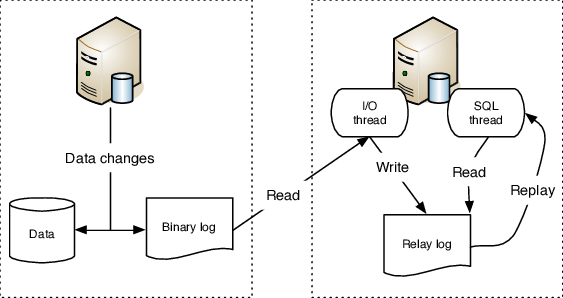 Data changes
Data
Binary log
Read
I/O
thread
SQL
thread
Write
Read
Replay
Relay log